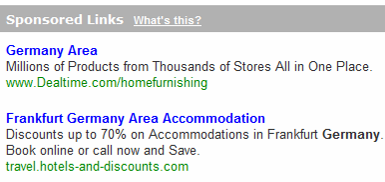 Sponsored Links What's this?
Germany Area
Millions of Products from Thousands of Stores All in One Place.
www.Dealtime.com/homefurnishing
Frankfurt Germany Area Accommodation
Discounts up to 70% on Accommodations in Frankfurt Germany.
Book online or call now and Save.
travel.hotels-and-discounts.com